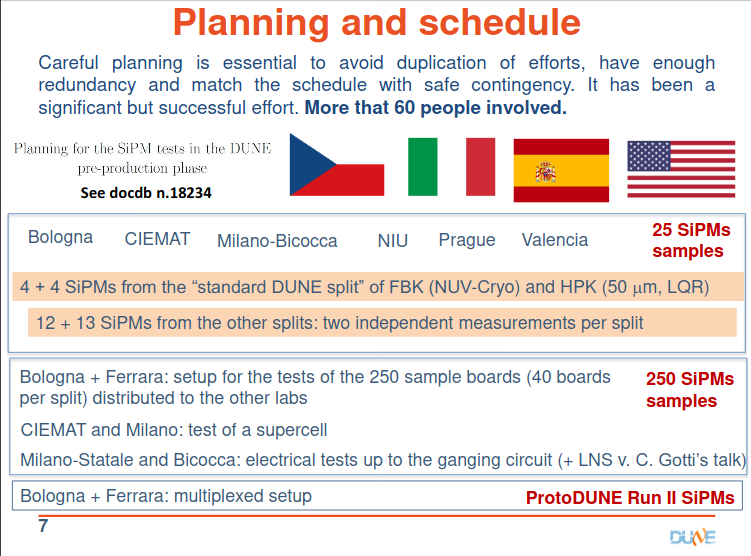 Planning and schedule
Careful planning is essential to avoid duplication of efforts, have enough
redundancy and match the schedule with safe contingency. It has been a
significant but successful effort. More that 60 people involved.
Planning for the SiPM tests in the DUNE
pre-production phase
See docdb n.18234
Bologna CIEMAT Milano-Bicocca NIU Prague Valencia
25 SiPMs
samples
4 + 4 SiPMs from the “standard DUNE split” of FBK (NUV-Cryo) and HPK (50 μm, LQR)
12 + 13 SiPMs from the other splits: two independent measurements per split
Bologna + Ferrara: setup for the tests of the 250 sample boards (40 boards
per split) distributed to the other labs
250 SiPMs
samples
CIEMAT and Milano: test of a supercell
Milano-Statale and Bicocca: electrical tests up to the ganging circuit (+ LNS v. C. Gotti’s talk)
Bologna + Ferrara: multiplexed setup
ProtoDUNE Run II SiPMs
7
DUNE